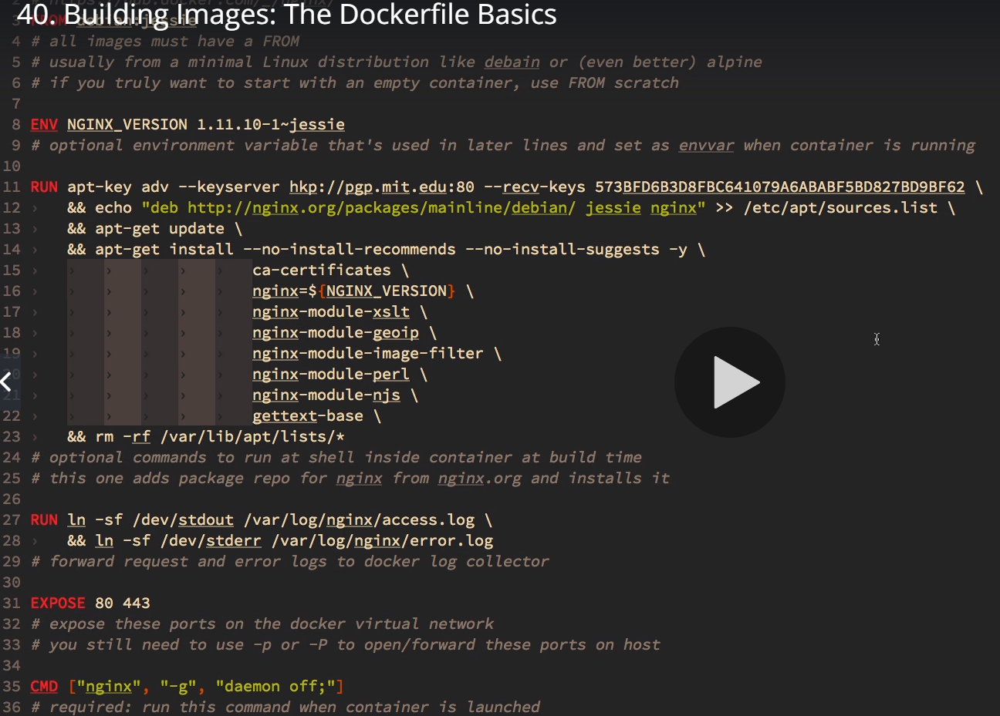 40. Building Images: The Dockerfile Basics
3 FROM debian:jessie
4 # all images must have a FROM
5 # usually from a minimal Linux distribution like debain or (even better) alpine
6 # if you truly want to start with an empty container, use FROM scratch
7
8 ENV NGINX_VERSION 1.11.10-1~jessie
9 # optional environment variable that's used in later lines and set as envvar when container is running
10
11 RUN apt-key adv --keyserver hkp://pgp.mit.edu:80 --recv-keys 573BFD6B3D8FBC641079A6ABABF5BD827BD9BF62 \
12 && echo "deb http://nginx.org/packages/mainline/debian/ jessie nginx" >> /etc/apt/sources.list \
13 && apt-get update \
14 && apt-get install --no-install-recommends --no-install-suggests -y \
15 ca-certificates \
16 nginx=${NGINX_VERSION} \
17 nginx-module-xslt \
18 nginx-module-geoip \
19 nginx-module-image-filter \
20 nginx-module-perl \
21 nginx-module-njs \
22 gettext-base \
23 && rm -rf /var/lib/apt/lists/*
24 # optional commands to run at shell inside container at build time
25 # this one adds package repo for nginx from nginx.org and installs it
26
27 RUN ln -sf /dev/stdout /var/log/nginx/access.log \
28 && ln -sf /dev/stderr /var/log/nginx/error.log
29 # forward request and error logs to docker log collector
30
31 EXPOSE 80 443
32 # expose these ports on the docker virtual network
33 # you still need to use -p or -P to open/forward these ports on host
34
35 CMD ["nginx", "-g", "daemon off;"]
36 # required: run this command when container is launched